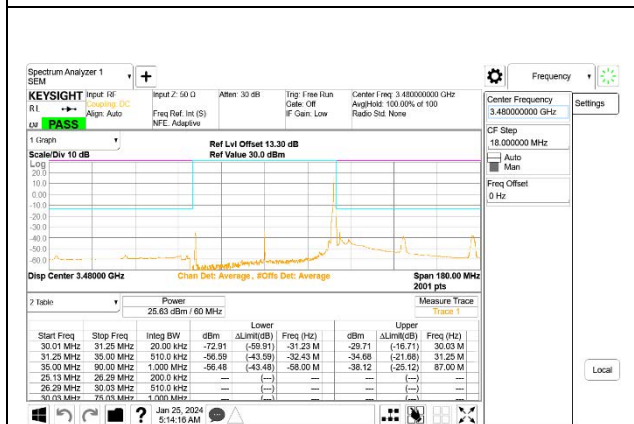 Spectrum Analyzer 1
SEM
+
Frequency
KEYSIGHT
Input: RF
Input Z: 50 Ω
Atten: 30 dB
Trig: Free Run
Center Freq: 3.480000000 GHz
RL
Coupling: DC
Gate: Off
Avg|Hold: 100.00% of 100
Align: Auto
Freq Ref: Int (S)
IF Gain: Low
Radio Std: None
NFE: Adaptive
PASS
Center Frequency
3.480000000 GHz
Settings
CF Step
18.000000 MHz
Auto
Man
Freq Offset
0 Hz
1 Graph
Ref Lvl Offset 13.30 dB
Scale/Div 10 dB
Ref Value 30.0 dBm
Log
20.0
10.0
0.00
-10.0
-20.0
-30.0
-40.0
-50.0
-60.0
Disp Center 3.48000 GHz
Chan Det: Average , #Offs Det: Average
Span 180.00 MHz
2001 pts
2 Table
Power
25.63 dBm / 60 MHz
Measure Trace
Trace 1
Lower Upper
Start Freq Stop Freq Integ BW dBm ΔLimit(dB) Freq (Hz) dBm ΔLimit(dB) Freq (Hz)
30.01 MHz 31.25 MHz 20.00 kHz -72.91 (-59.91) -31.23 M -29.71 (-16.71) 30.03 M
31.25 MHz 35.00 MHz 510.0 kHz -56.59 (-43.59) -32.43 M -34.68 (-21.68) 31.25 M
35.00 MHz 90.00 MHz 1.000 MHz -56.48 (-43.48) -58.00 M -38.12 (-25.12) 87.00 M
25.13 MHz 26.29 MHz 200.0 kHz --- (---) --- (---)
26.29 MHz 30.03 MHz 510.0 kHz --- (---) --- (---)
30.03 MHz 75.03 MHz 1.000 MHz --- (---) --- (---)
Local
?
Jan 25, 2024
5:14:16 AM